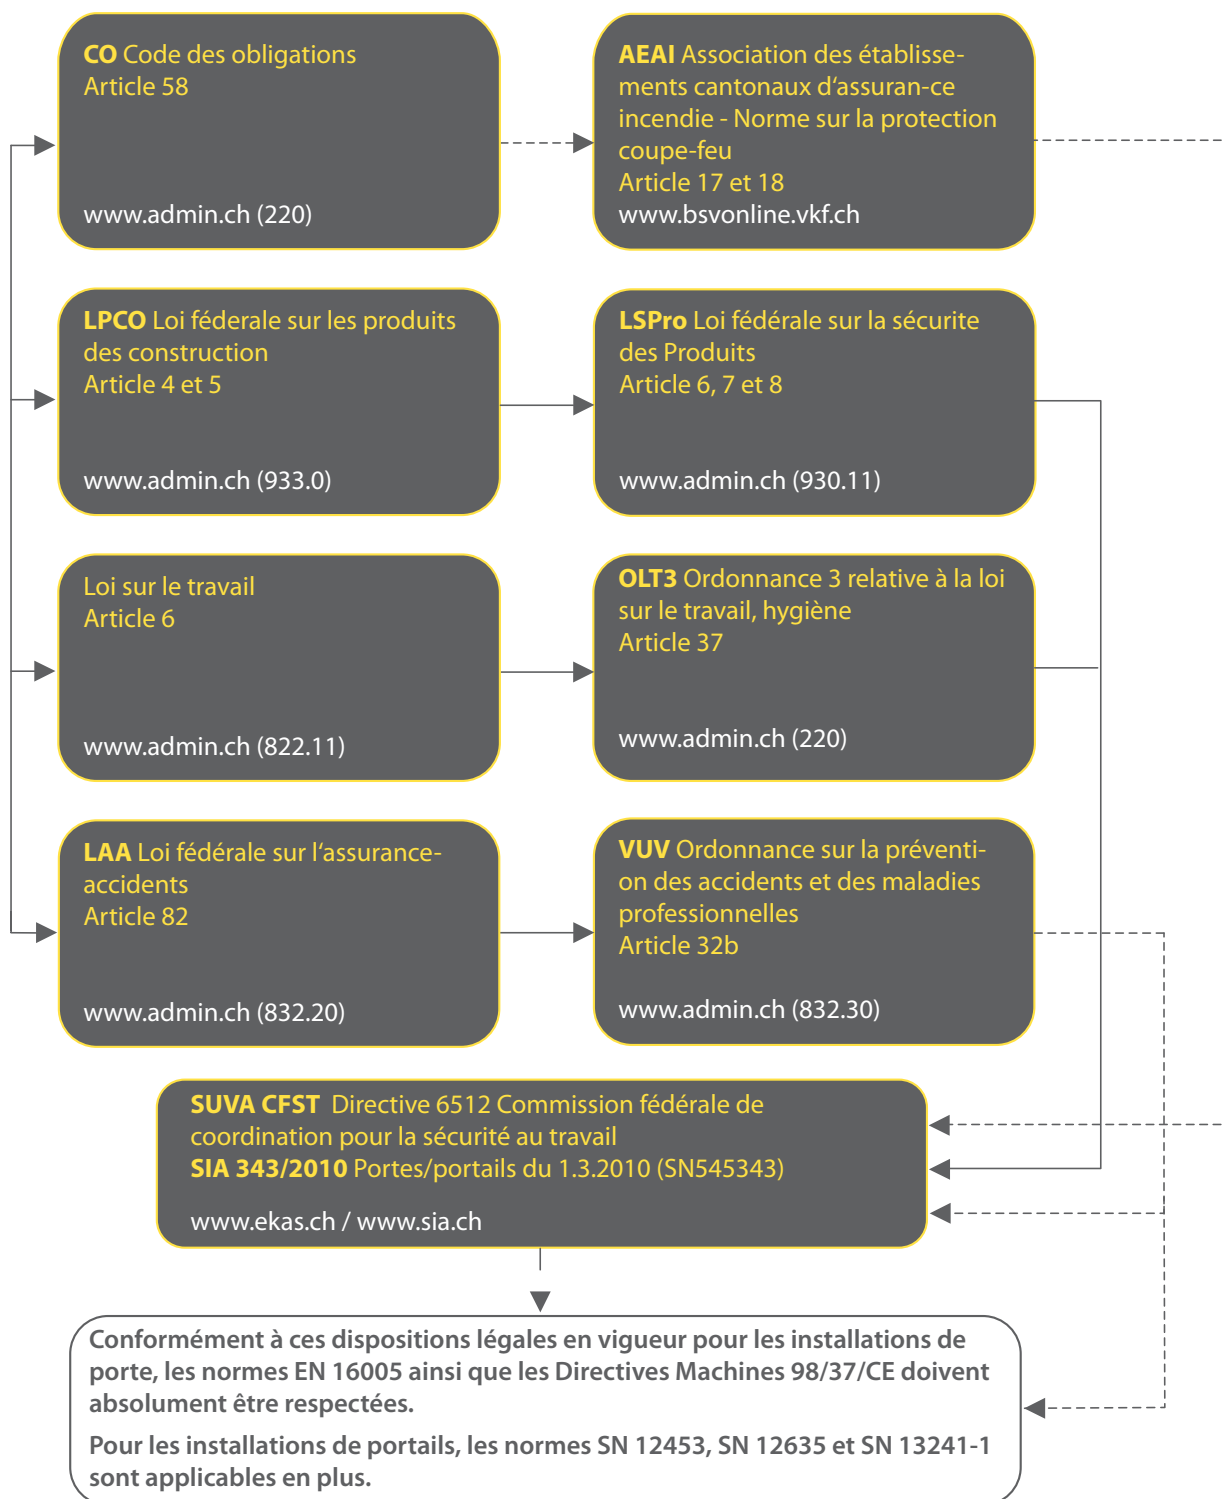 CO Code des obligations
Article 58
www.admin.ch (220)
AEAI Association des établisse-
ments cantonaux d‘assuran-ce
incendie - Norme sur la protection
coupe-feu
Article 17 et 18
www.bsvonline.vkf.ch
LPCO Loi féderale sur les produits
des construction
Article 4 et 5
www.admin.ch (933.0)
LSPro Loi fédérale sur la sécurite
des Produits
Article 6, 7 et 8
www.admin.ch (930.11)
Loi sur le travail
Article 6
www.admin.ch (822.11)
OLT3 Ordonnance 3 relative à la loi
sur le travail, hygiène
Article 37
www.admin.ch (220)
LAA Loi fédérale sur l‘assurance-
accidents
Article 82
www.admin.ch (832.20)
VUV Ordonnance sur la préventi-
on des accidents et des maladies
professionnelles
Article 32b
www.admin.ch (832.30)
SUVA CFST Directive 6512 Commission fédérale de
coordination pour la sécurité au travail
SIA 343/2010 Portes/portails du 1.3.2010 (SN545343)
www.ekas.ch / www.sia.ch
Conformément à ces dispositions légales en vigueur pour les installations de
porte, les normes EN 16005 ainsi que les Directives Machines 98/37/CE doivent
absolument être respectées.
Pour les installations de portails, les normes SN 12453, SN 12635 et SN 13241-1
sont applicables en plus.